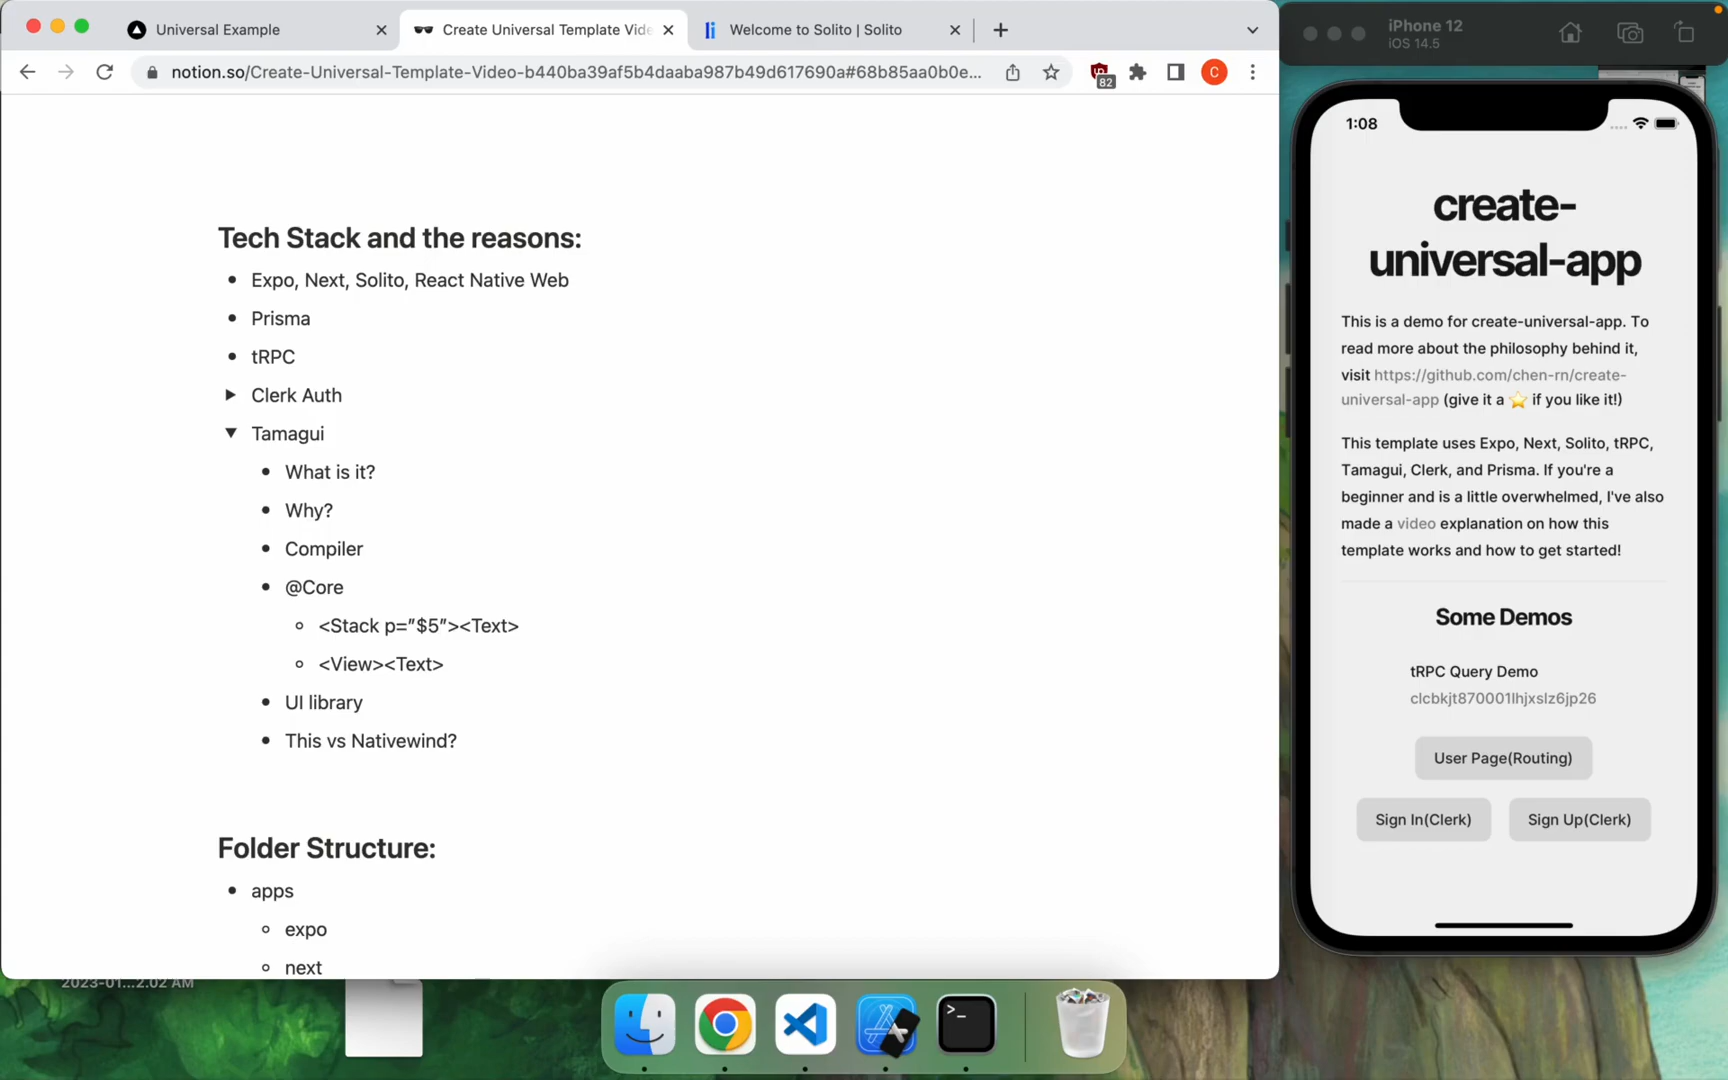 Universal Example
Create Universal Template Vide
Welcome to Solito | Solito
notion.so/Create-Universal-Template-Video-b440ba39af5b4daaba987b49d617690a#68b85aa0b0e...
82
C
Tech Stack and the reasons:
Expo, Next, Solito, React Native Web
Prisma
tRPC
Clerk Auth
Tamagui
What is it?
Why?
Compiler
@Core
<Stack p="$5"><Text>
<View><Text>
UI library
This vs Nativewind?
Folder Structure:
apps
expo
next
2023-01...2.02 AM
iPhone 12
iOS 14.5
1:08
create-
universal-app
This is a demo for create-universal-app. To
read more about the philosophy behind it,
visit https://github.com/chen-rn/create-
universal-app (give it a ⭐ if you like it!)
This template uses Expo, Next, Solito, tRPC,
Tamagui, Clerk, and Prisma. If you're a
beginner and is a little overwhelmed, I've also
made a video explanation on how this
template works and how to get started!
Some Demos
tRPC Query Demo
clcbkjt870001lhjxslz6jp26
User Page(Routing)
Sign In(Clerk)
Sign Up(Clerk)